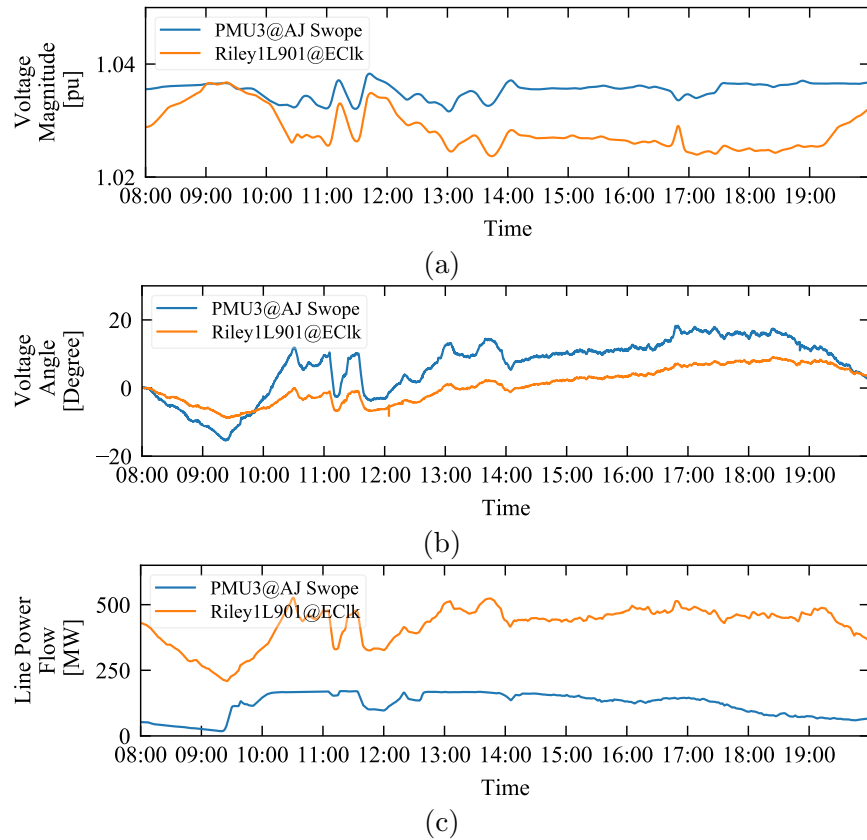 PMU3@AJ Swope
Riley1L901@EClk
Voltage
Magnitude
[pu]
1.04
1.02
08:00 09:00 10:00 11:00 12:00 13:00 14:00 15:00 16:00 17:00 18:00 19:00
Time
(a)
PMU3@AJ Swope
Riley1L901@EClk
Voltage
Angle
[Degree]
20
0
−20
08:00 09:00 10:00 11:00 12:00 13:00 14:00 15:00 16:00 17:00 18:00 19:00
Time
(b)
PMU3@AJ Swope
Riley1L901@EClk
Line Power
Flow
[MW]
500
250
0
08:00 09:00 10:00 11:00 12:00 13:00 14:00 15:00 16:00 17:00 18:00 19:00
Time
(c)